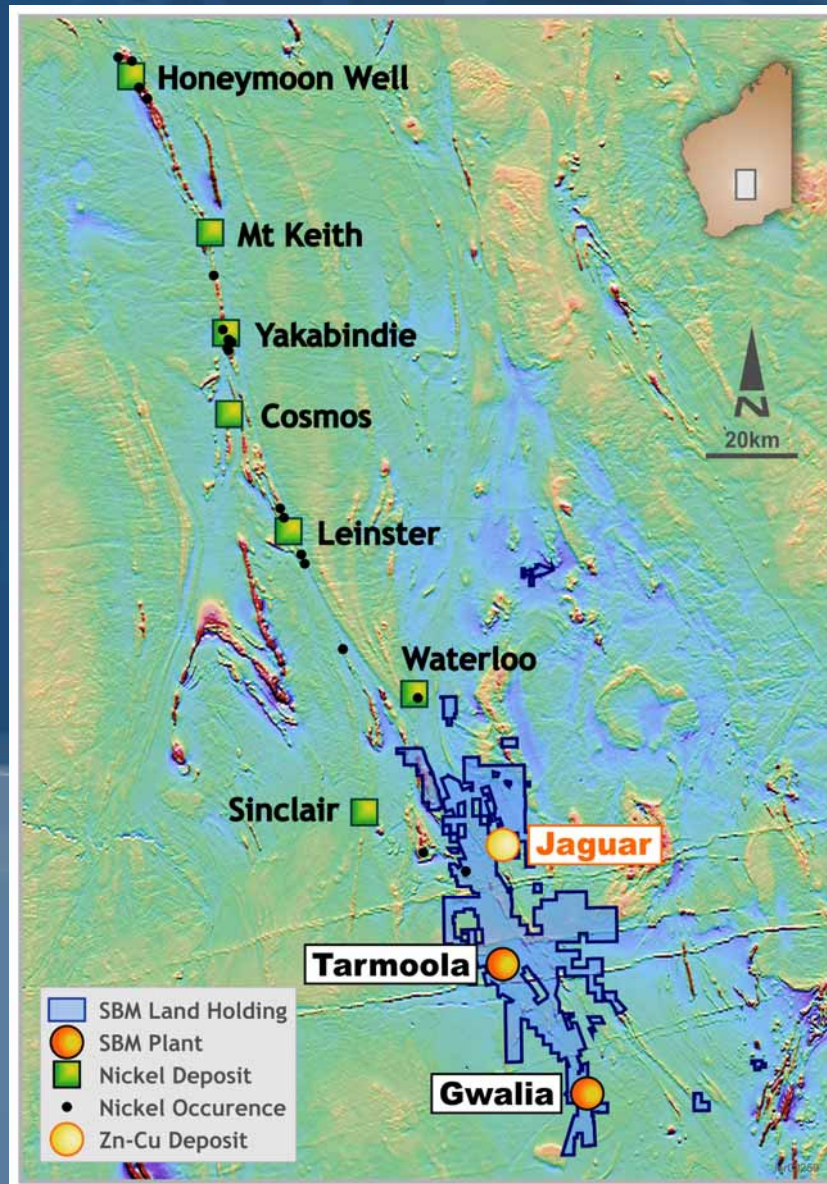 Honeymoon Well
Mt Keith
Yakabindie
Cosmos
N
20km
Leinster
Waterloo
Sinclair
Jaguar
Tarmoola
Gwalia
SBM Land Holding
SBM Plant
Nickel Deposit
Nickel Occurence
Zn-Cu Deposit